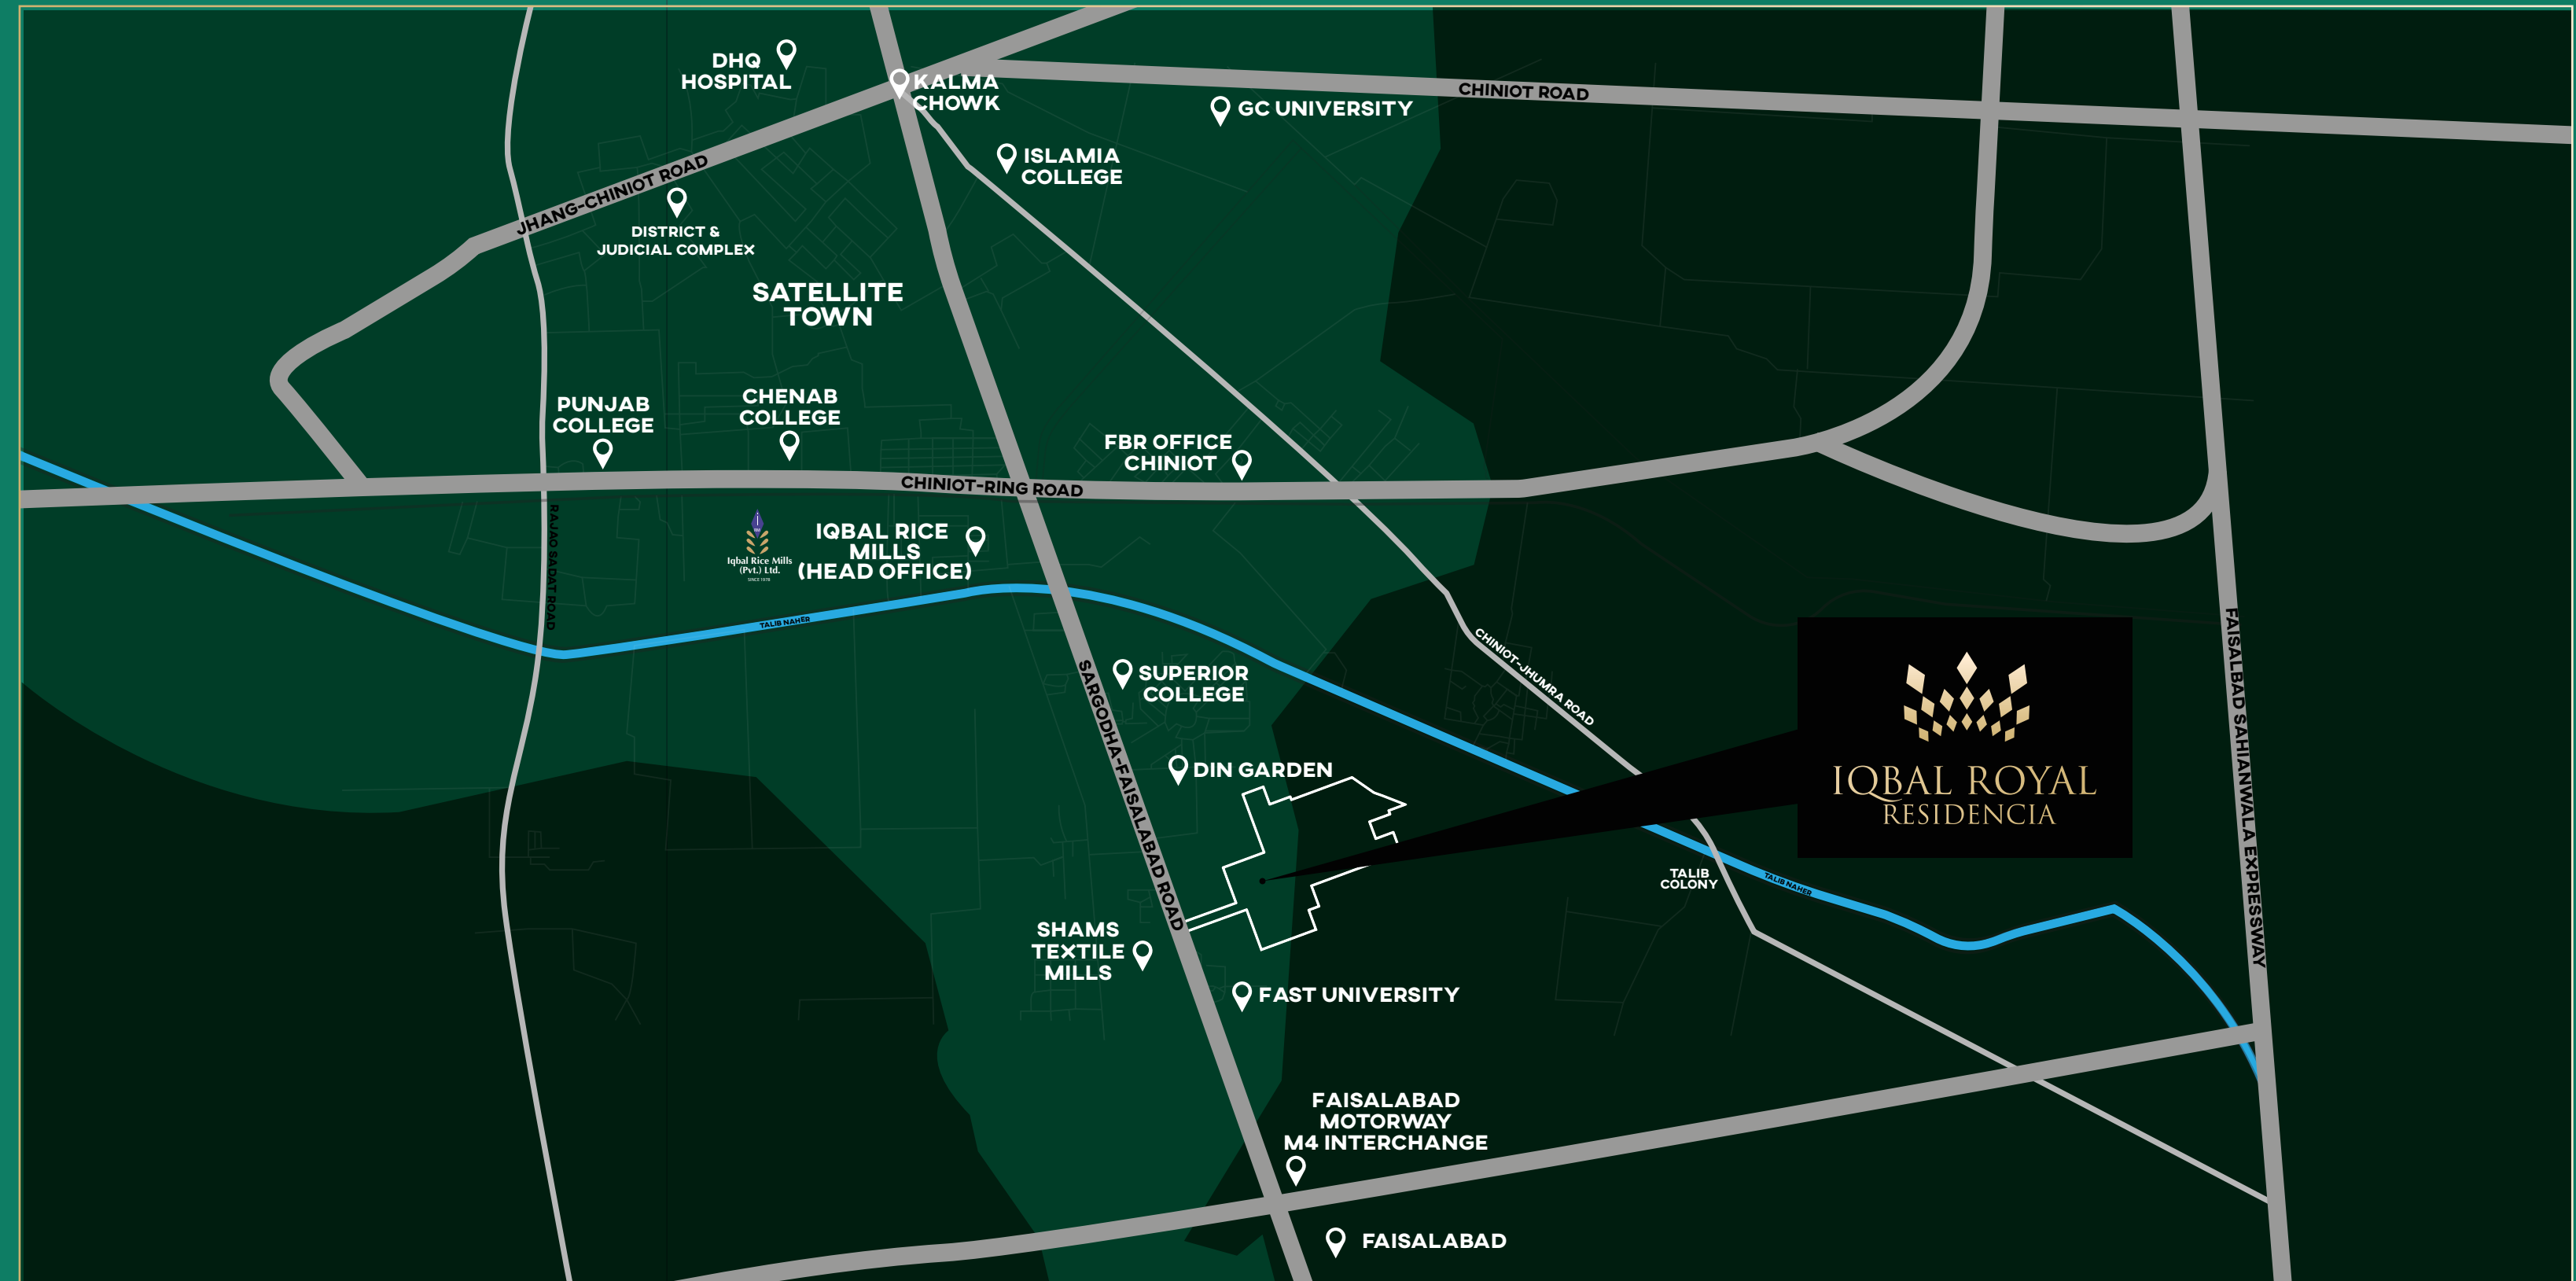 DHQ
HOSPITAL
KALMA
CHOWK
CHINIOT ROAD
GC UNIVERSITY
ISLAMIA
COLLEGE
JHANG-CHINIOT ROAD
DISTRICT &
JUDICIAL COMPLEX
SATELLITE
TOWN
PUNJAB
COLLEGE
CHENAB
COLLEGE
FBR OFFICE
CHINIOT
CHINIOT-RING ROAD
RAJAO SADAT ROAD
Iqbal Rice Mills
(Pvt.) Ltd.
SINCE 1978
IQBAL RICE
MILLS
(HEAD OFFICE)
TALIB NAHER
SARGODHA-FAISALABAD ROAD
SUPERIOR
COLLEGE
CHINIOT-JHUMRA ROAD
FAISALBAD SAHIANWALA EXPRESSWAY
DIN GARDEN
IQBAL ROYAL
RESIDENCIA
TALIB
COLONY
TALIB NAHER
SHAMS
TEXTILE
MILLS
FAST UNIVERSITY
FAISALABAD
MOTORWAY
M4 INTERCHANGE
FAISALABAD